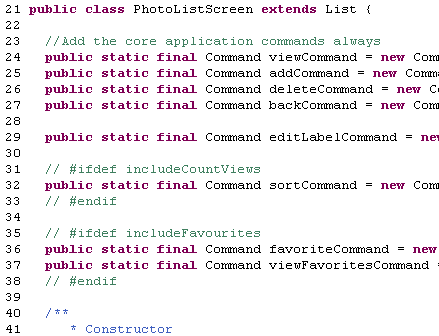 21 public class PhotoListScreen extends List {
22
23 //Add the core application commands always
24 public static final Command viewCommand = new Com
25 public static final Command addCommand = new Comma
26 public static final Command deleteCommand = new Co
27 public static final Command backCommand = new Comm
28
29 public static final Command editLabelCommand = new
30
31 // #ifdef includeCountViews
32 public static final Command sortCommand = new Com
33 // #endif
34
35 // #ifdef includeFavourites
36 public static final Command favoriteCommand = new
37 public static final Command viewFavoritesCommand =
38 // #endif
39
40 /**
41 * Constructor